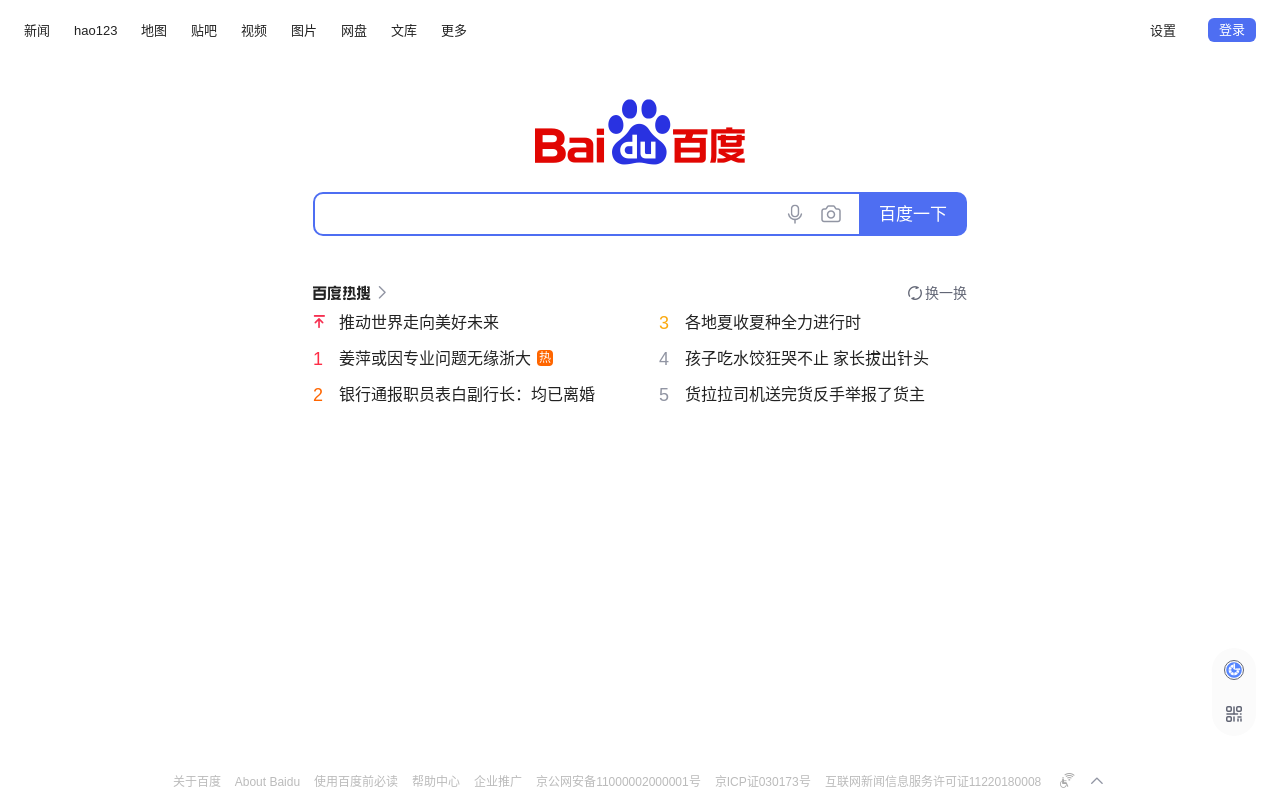 新闻 hao123 地图 贴吧 视频 图片 网盘 文库 更多 设置 登录
Bai du 百度
百度一下
百度热搜 换一换
推动世界走向美好未来
1 姜萍或因专业问题无缘浙大 热
2 银行通报职员表白副行长：均已离婚
3 各地夏收夏种全力进行时
4 孩子吃水饺狂哭不止 家长拔出针头
5 货拉拉司机送完货反手举报了货主
关于百度 About Baidu 使用百度前必读 帮助中心 企业推广 京公网安备11000002000001号 京ICP证030173号 互联网新闻信息服务许可证11220180008